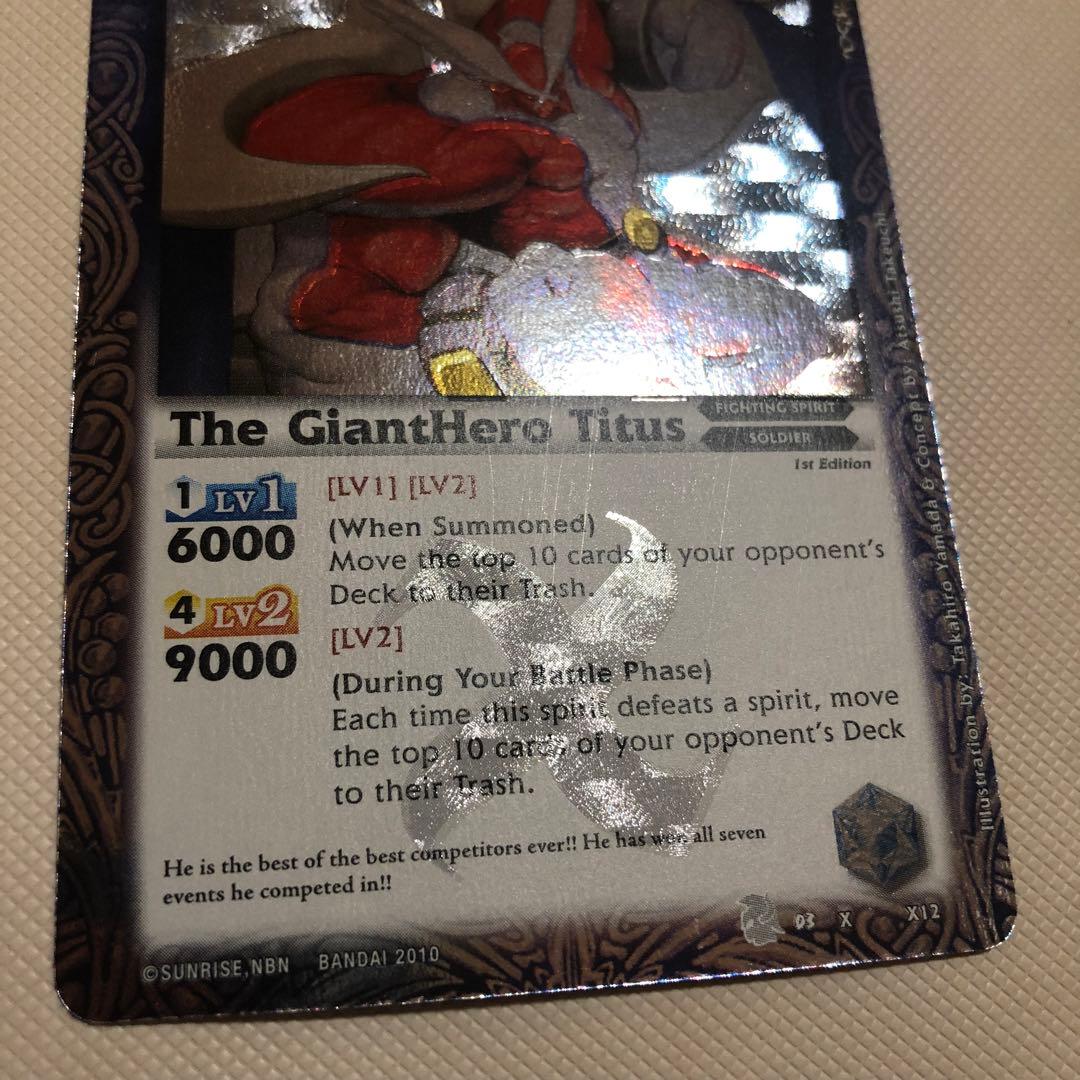 The GiantHero Titus
FIGHTING SPIRIT
SOLDIER
1st Edition
1 LV1
6000
4 LV2
9000
[LV1] [LV2]
(When Summoned)
Move the top 10 cards of your opponent's
Deck to their Trash.
[LV2]
(During Your Battle Phase)
Each time this spirit defeats a spirit, move
the top 10 cards of your opponent's Deck
to their Trash.
He is the best of the best competitors ever!! He has won all seven
events he competed in!!
03 X X12
©SUNRISE,NBN BANDAI 2010
Illustration by: Takahiro Yamada & Concept by Atsushi Takeuchi